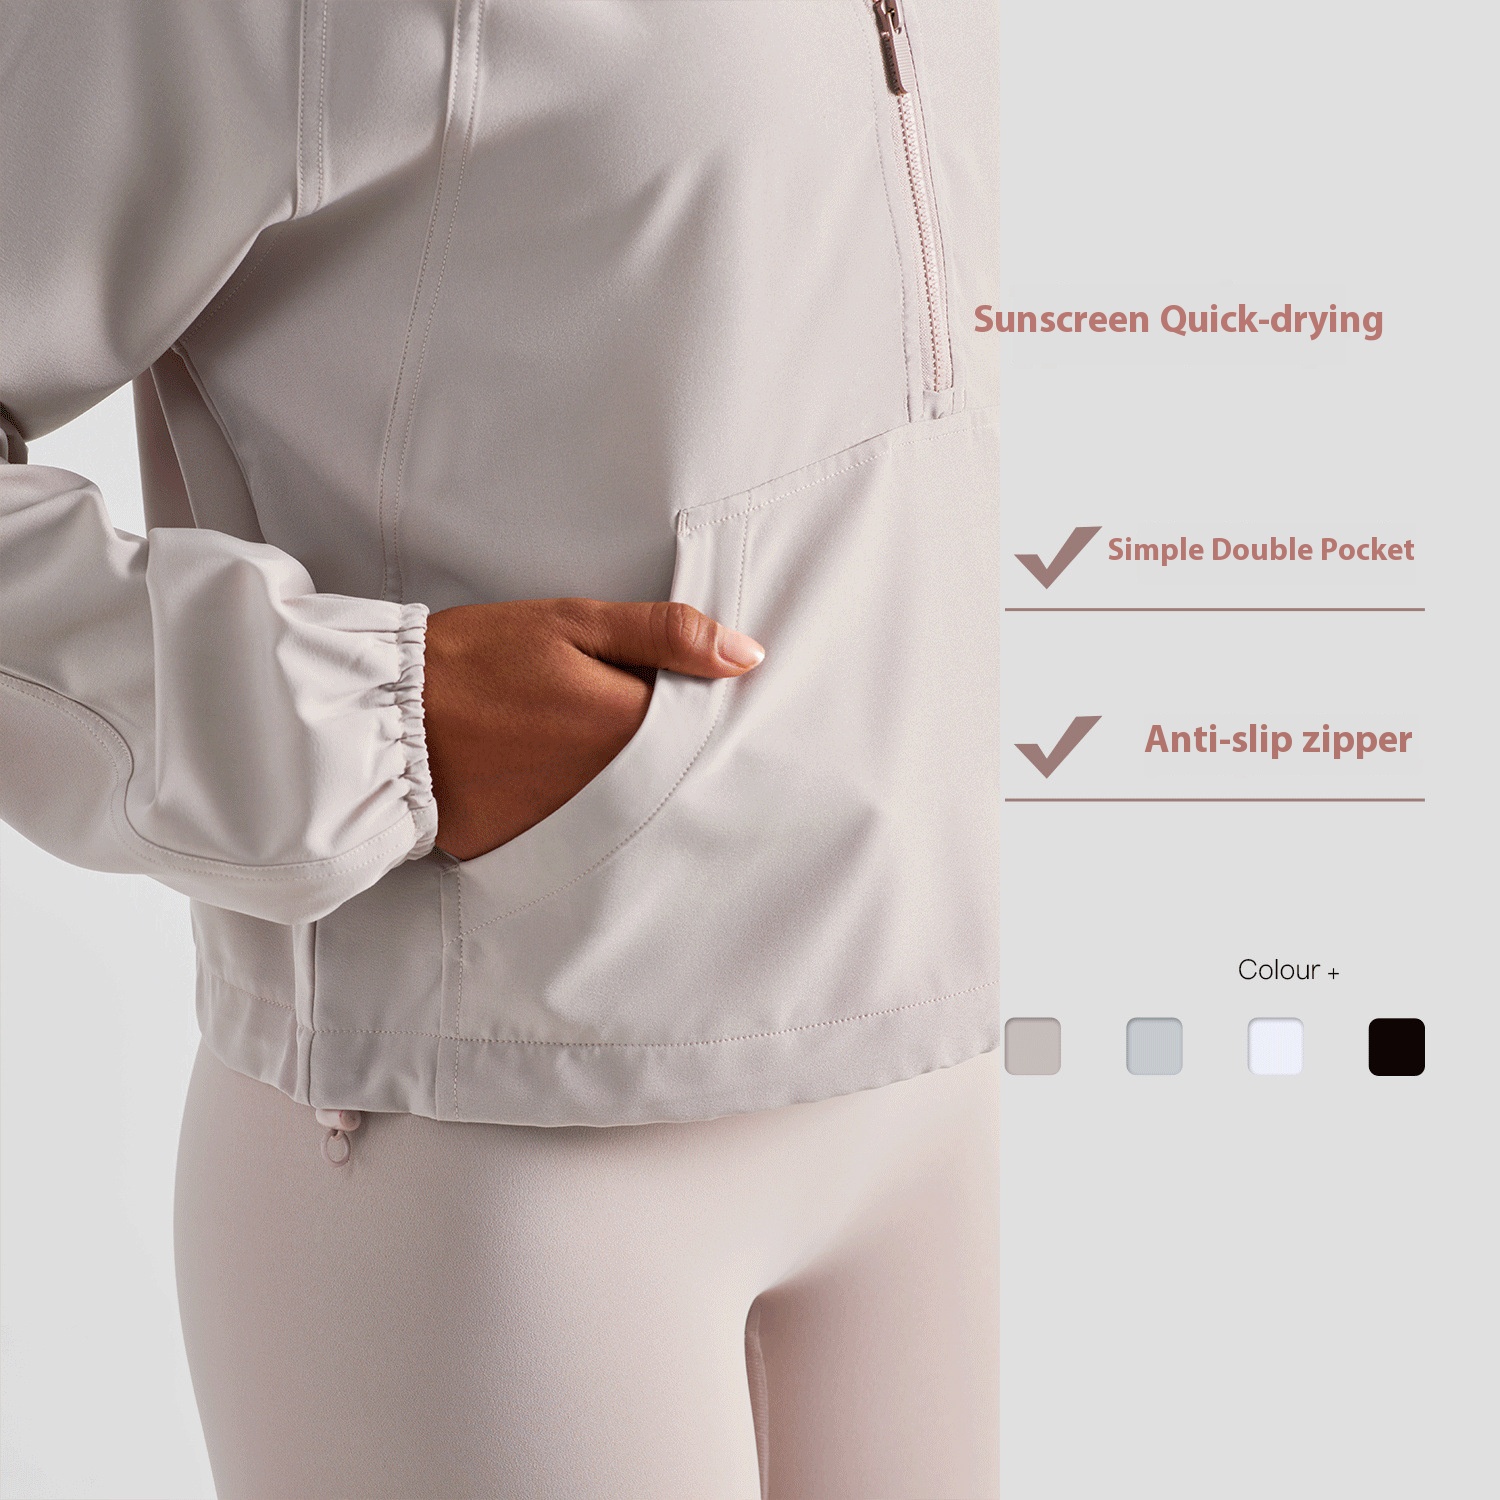 Sunscreen Quick-drying
Simple Double Pocket
Anti-slip zipper
Colour +